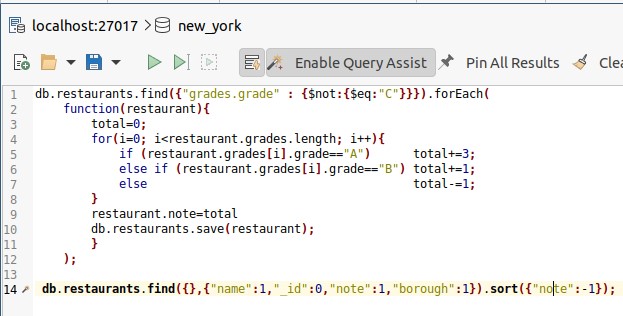 localhost:27017 > new_york
Enable Query Assist Pin All Results Clea
1 db.restaurants.find({"grades.grade" : {$not:{$eq:"C"}}}).forEach(
2 function(restaurant){
3 total=0;
4 for(i=0; i<restaurant.grades.length; i++){
5 if (restaurant.grades[i].grade=="A") total+=3;
6 else if (restaurant.grades[i].grade=="B") total+=1;
7 else total-=1;
8 }
9 restaurant.note=total
10 db.restaurants.save(restaurant);
11 }
12 );
13
14 db.restaurants.find({},{"name":1,"_id":0,"note":1,"borough":1}).sort({"note":-1});